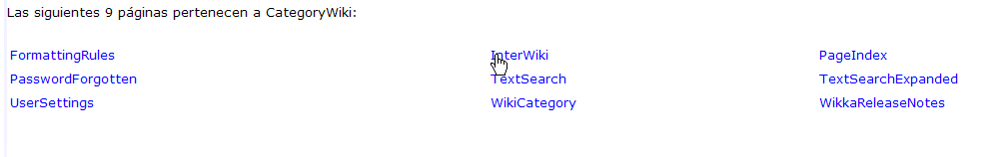 Las siguientes 9 páginas pertenecen a CategoryWiki:
FormattingRules InterWiki PageIndex
PasswordForgotten TextSearch TextSearchExpanded
UserSettings WikiCategory WikkaReleaseNotes